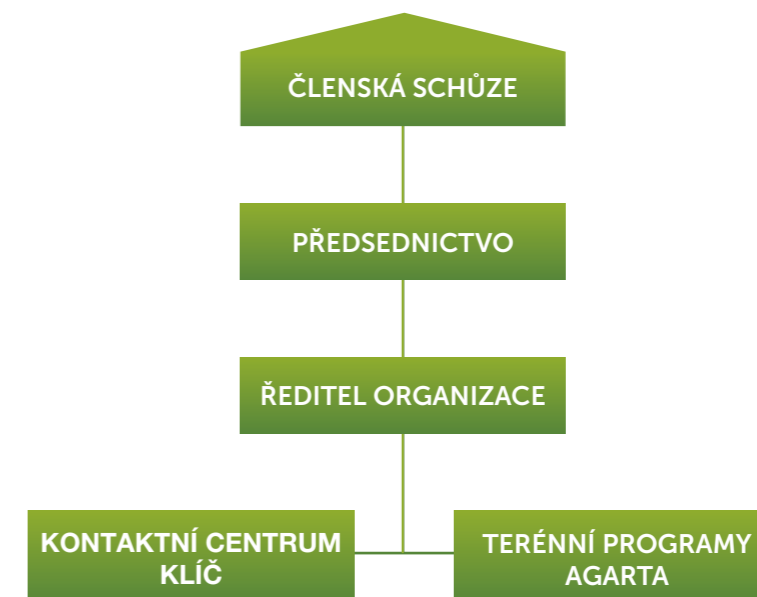 ČLENSKÁ SCHŮZE
PŘEDSEDNICTVO
ŘEDITEL ORGANIZACE
KONTAKTNÍ CENTRUM
KLÍČ
TERÉNNÍ PROGRAMY
AGARTA